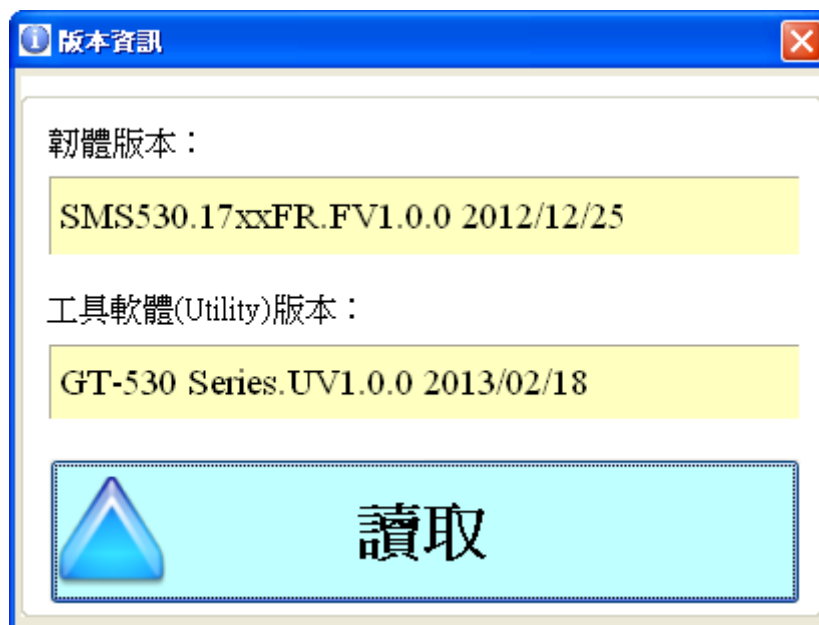 版本資訊
韌體版本：
SMS530.17xxFR.FV1.0.0 2012/12/25
工具軟體(Utility)版本：
GT-530 Series.UV1.0.0 2013/02/18
讀取